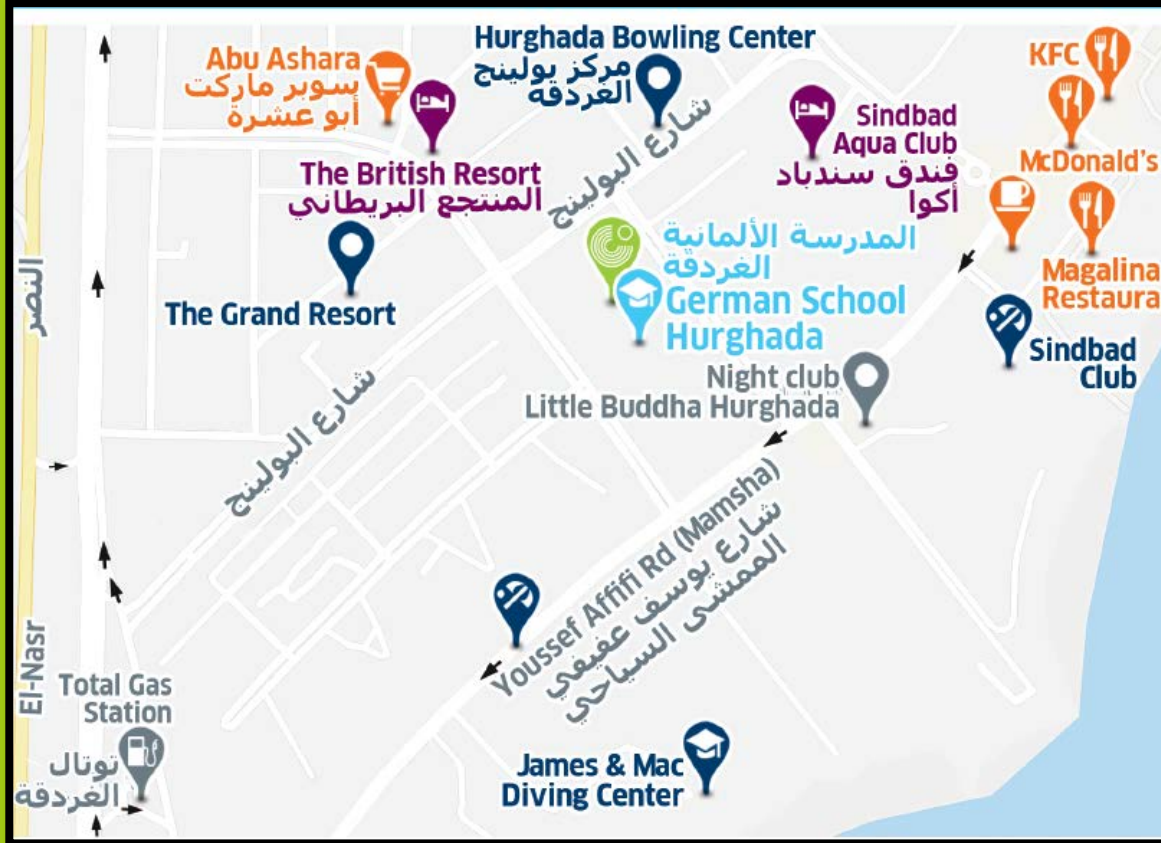 Hurghada Bowling Center
مركز بولينج
الغردقة
Abu Ashara
سوبر ماركت
أبو عشرة
KFC
شارع البولينج
Sindbad
Aqua Club
فندق سندباد
أكوا
McDonald's
The British Resort
المنتجع البريطاني
المدرسة الألمانية
الغردقة
German School
Hurghada
Magalina
Restaura
النصر
The Grand Resort
Sindbad
Club
Night club
Little Buddha Hurghada
شارع البولينج
Youssef Affifi Rd (Mamsha)
شارع يوسف عفيفي
الممشى السياحي
El-Nasr
Total Gas
Station
توتال
الغردقة
James & Mac
Diving Center